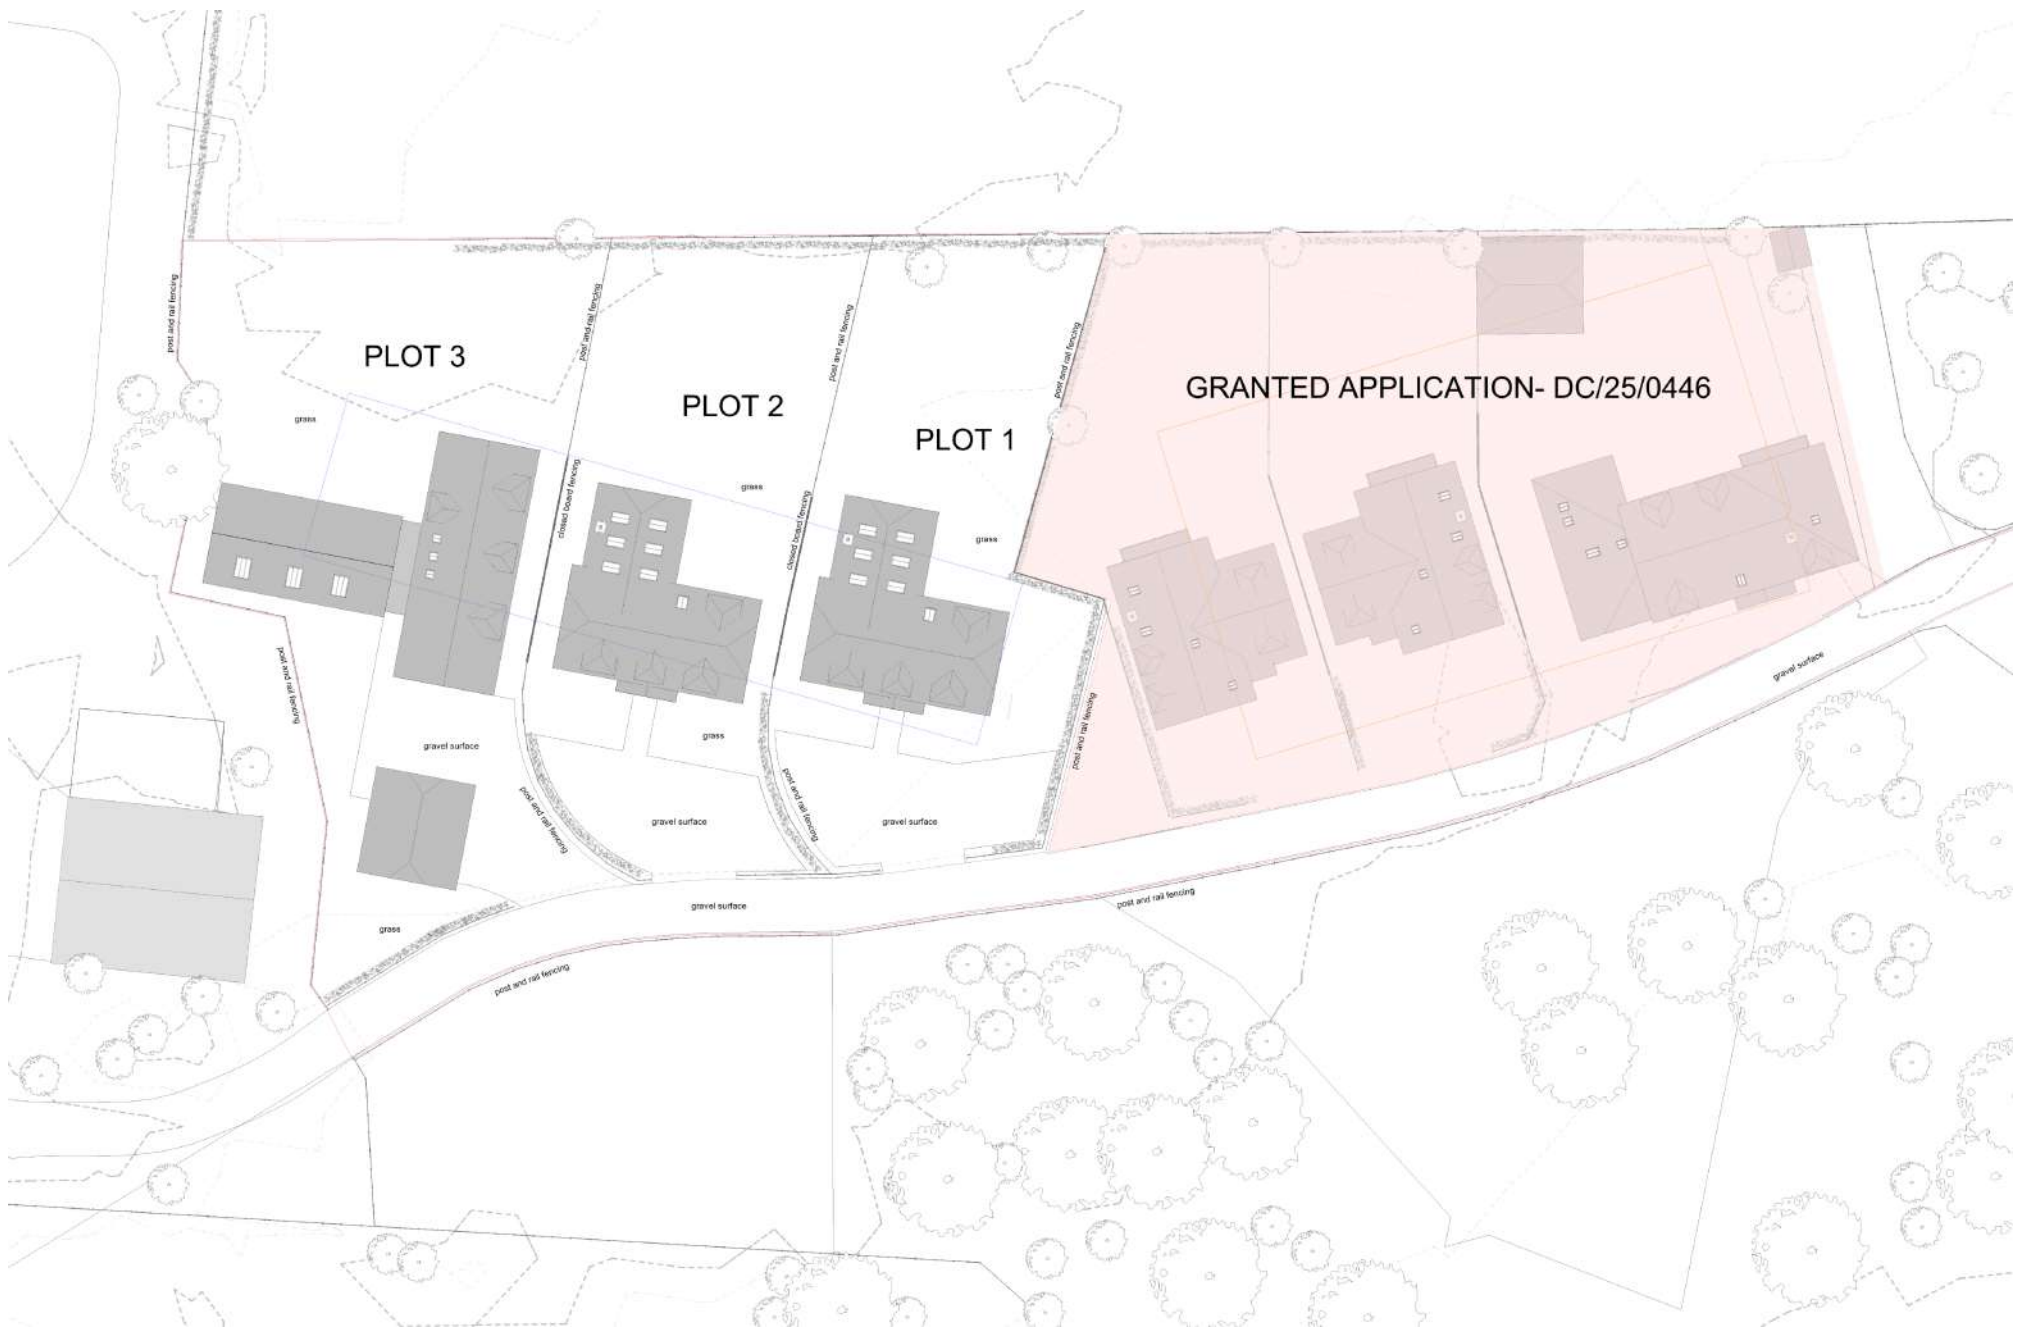 post and rail fencing
post and rail fencing
post and rail fencing
post and rail fencing
PLOT 3
PLOT 2
PLOT 1
GRANTED APPLICATION- DC/25/0446
grass
grass
grass
closed board fencing
closed board fencing
post and rail fencing
gravel surface
grass
post and rail fencing
gravel surface
post and rail fencing
post and rail fencing
gravel surface
gravel surface
post and rail fencing
gravel surface
grass
post and rail fencing